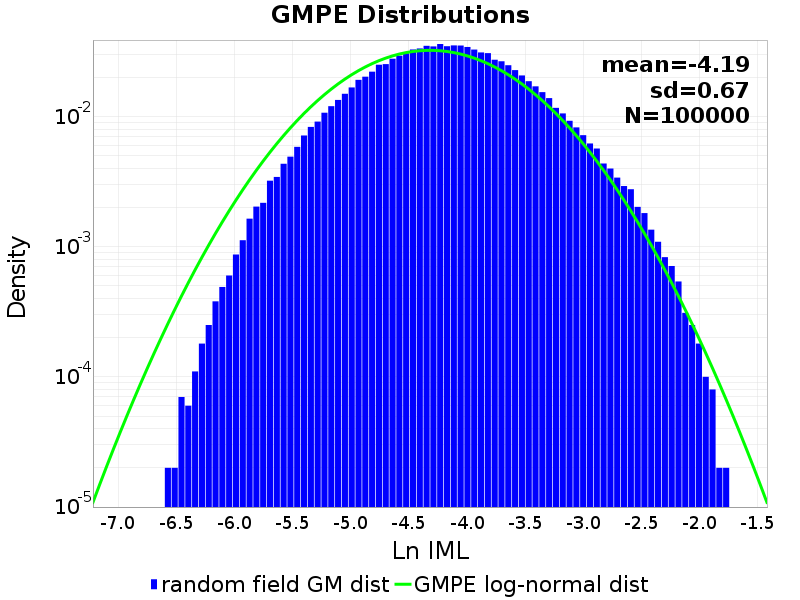 GMPE Distributions
mean=-4.19
sd=0.67
N=100000
10-2
10-3
10-4
10-5
Density
-7.0 -6.5 -6.0 -5.5 -5.0 -4.5 -4.0 -3.5 -3.0 -2.5 -2.0 -1.5
Ln IML
random field GM dist GMPE log-normal dist